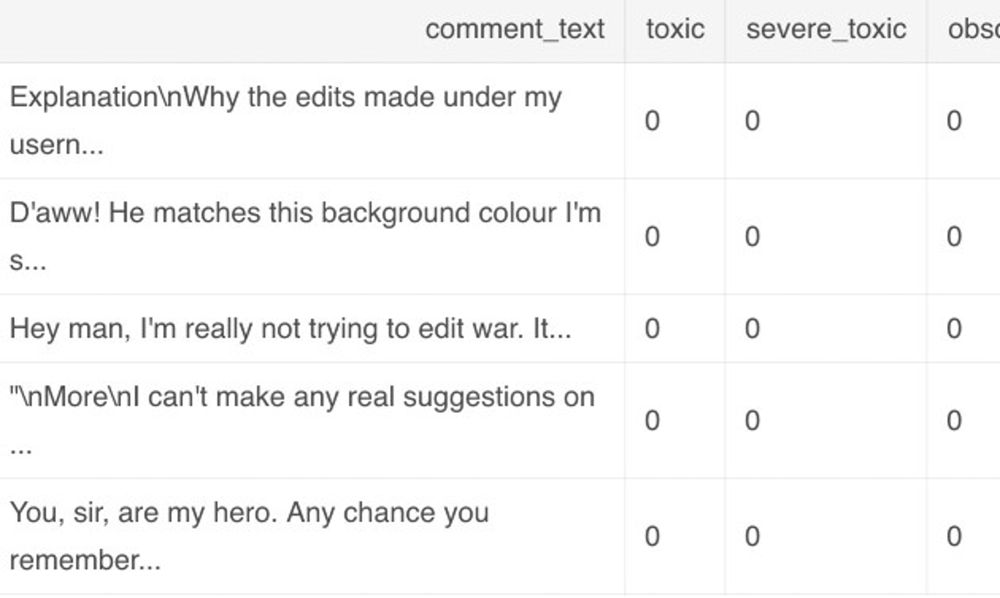 comment_text toxic severe_toxic obsc
Explanation\nWhy the edits made under my
usern... 0 0 0
D'aww! He matches this background colour I'm
s... 0 0 0
Hey man, I'm really not trying to edit war. It... 0 0 0
"\nMore\nI can't make any real suggestions on
... 0 0 0
You, sir, are my hero. Any chance you
remember... 0 0 0